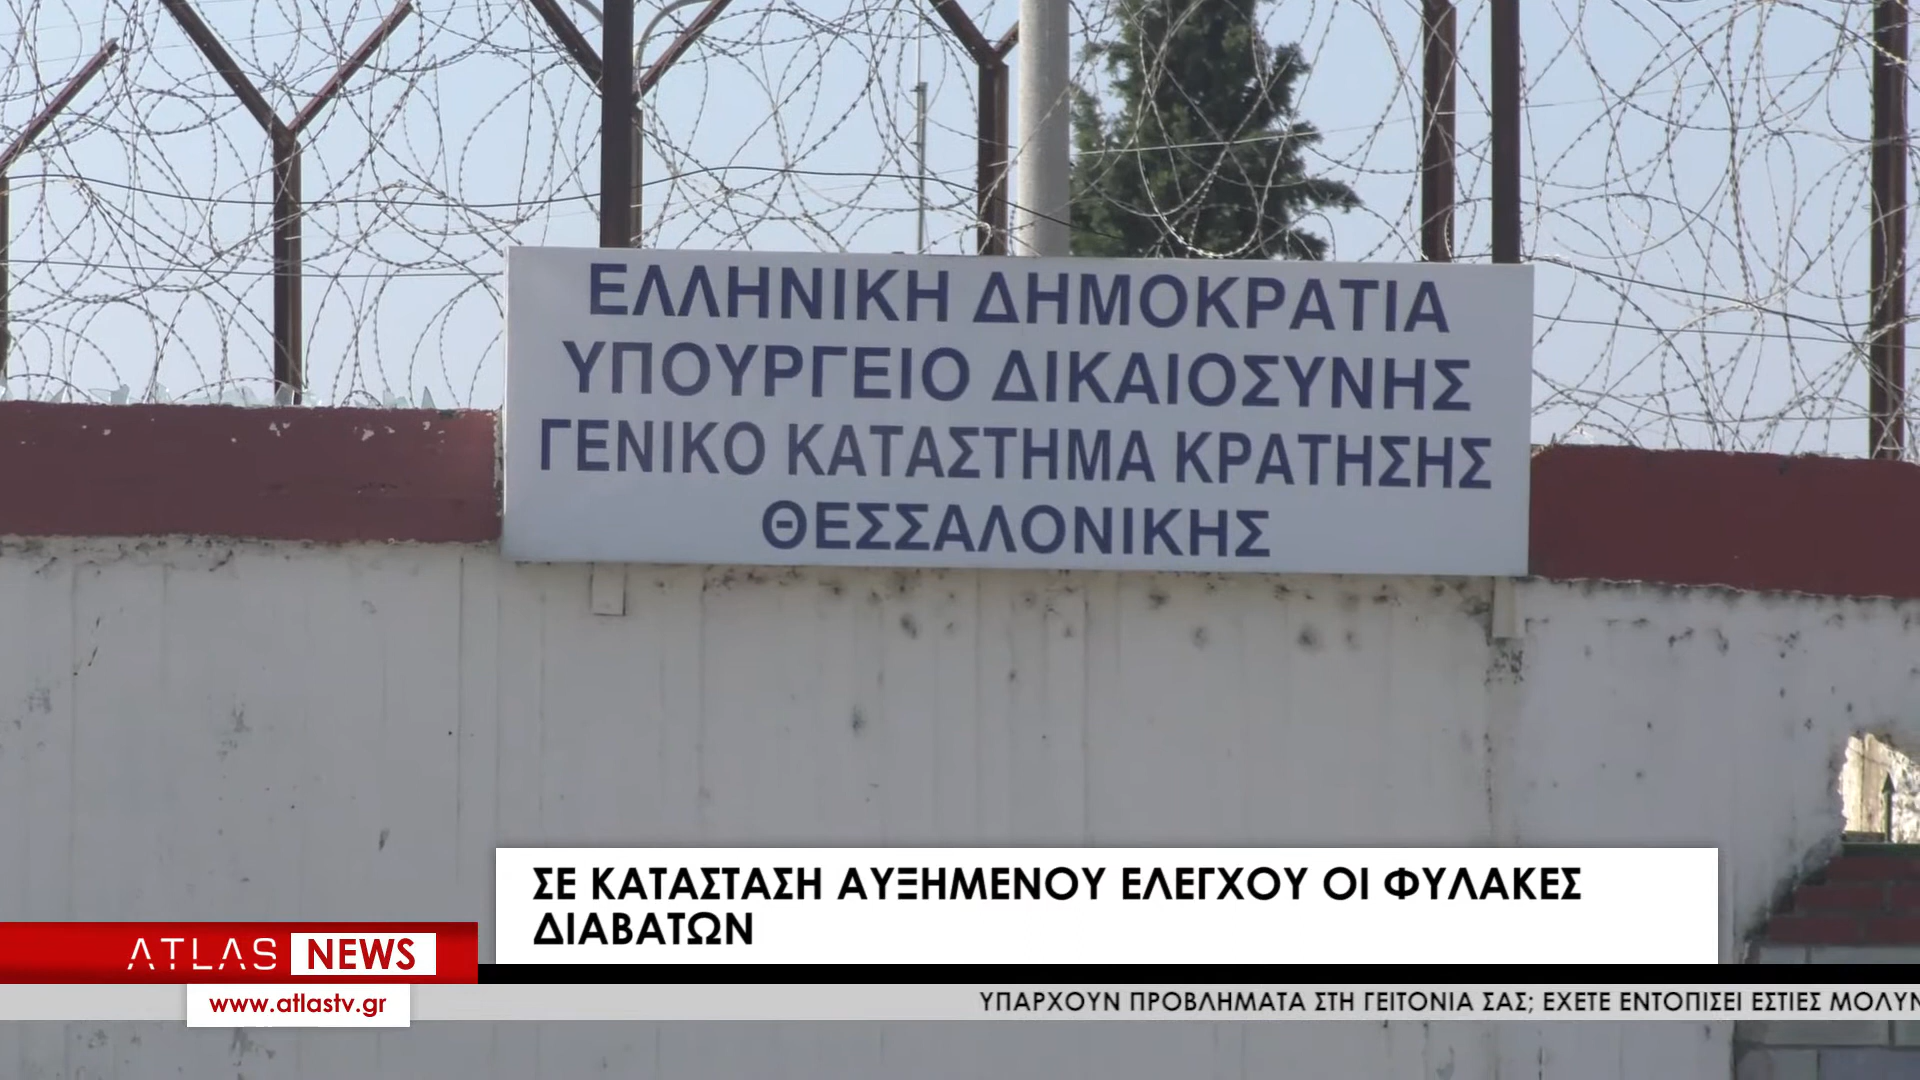 ΕΛΛΗΝΙΚΗ ΔΗΜΟΚΡΑΤΙΑ
ΥΠΟΥΡΓΕΙΟ ΔΙΚΑΙΟΣΥΝΗΣ
ΓΕΝΙΚΟ ΚΑΤΑΣΤΗΜΑ ΚΡΑΤΗΣΗΣ
ΘΕΣΣΑΛΟΝΙΚΗΣ
ΣΕ ΚΑΤΑΣΤΑΣΗ ΑΥΞΗΜΕΝΟΥ ΕΛΕΓΧΟΥ ΟΙ ΦΥΛΑΚΕΣ
ΔΙΑΒΑΤΩΝ
ATLAS NEWS
www.atlastv.gr
ΥΠΑΡΧΟΥΝ ΠΡΟΒΛΗΜΑΤΑ ΣΤΗ ΓΕΙΤΟΝΙΑ ΣΑΣ; ΕΧΕΤΕ ΕΝΤΟΠΙΣΕΙ ΕΣΤΙΕΣ